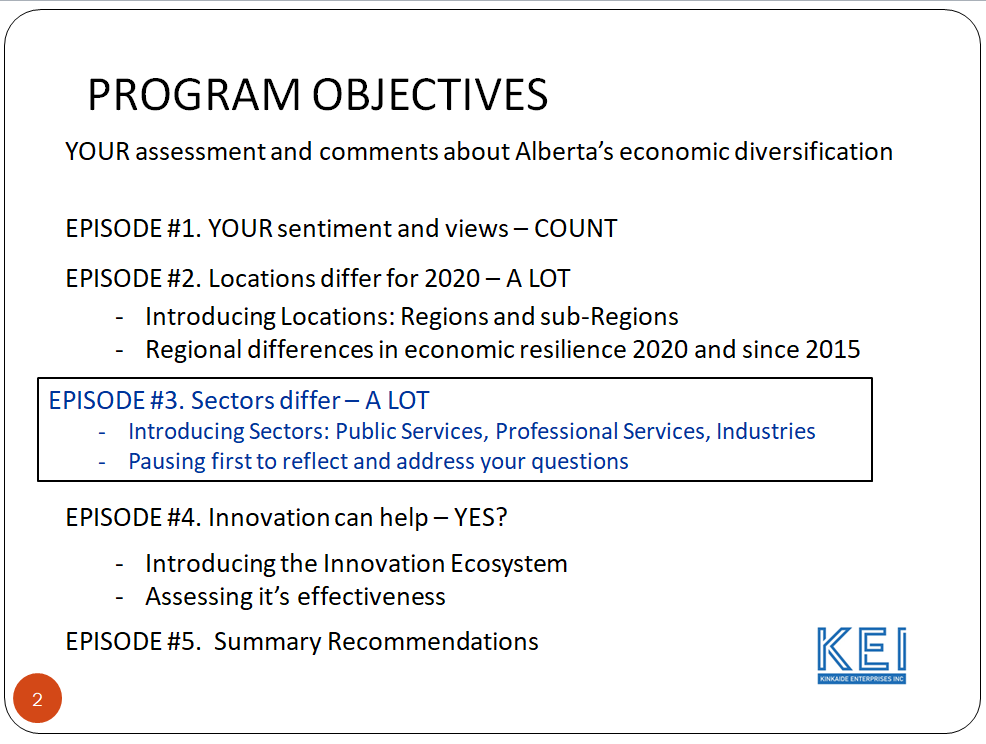 PROGRAM OBJECTIVES
YOUR assessment and comments about Alberta’s economic diversification
EPISODE #1. YOUR sentiment and views – COUNT
EPISODE #2. Locations differ for 2020 – A LOT
- Introducing Locations: Regions and sub-Regions
- Regional differences in economic resilience 2020 and since 2015
EPISODE #3. Sectors differ – A LOT
- Introducing Sectors: Public Services, Professional Services, Industries
- Pausing first to reflect and address your questions
EPISODE #4. Innovation can help – YES?
- Introducing the Innovation Ecosystem
- Assessing it’s effectiveness
EPISODE #5. Summary Recommendations
KEI
KINKAIDE ENTERPRISES INC
2